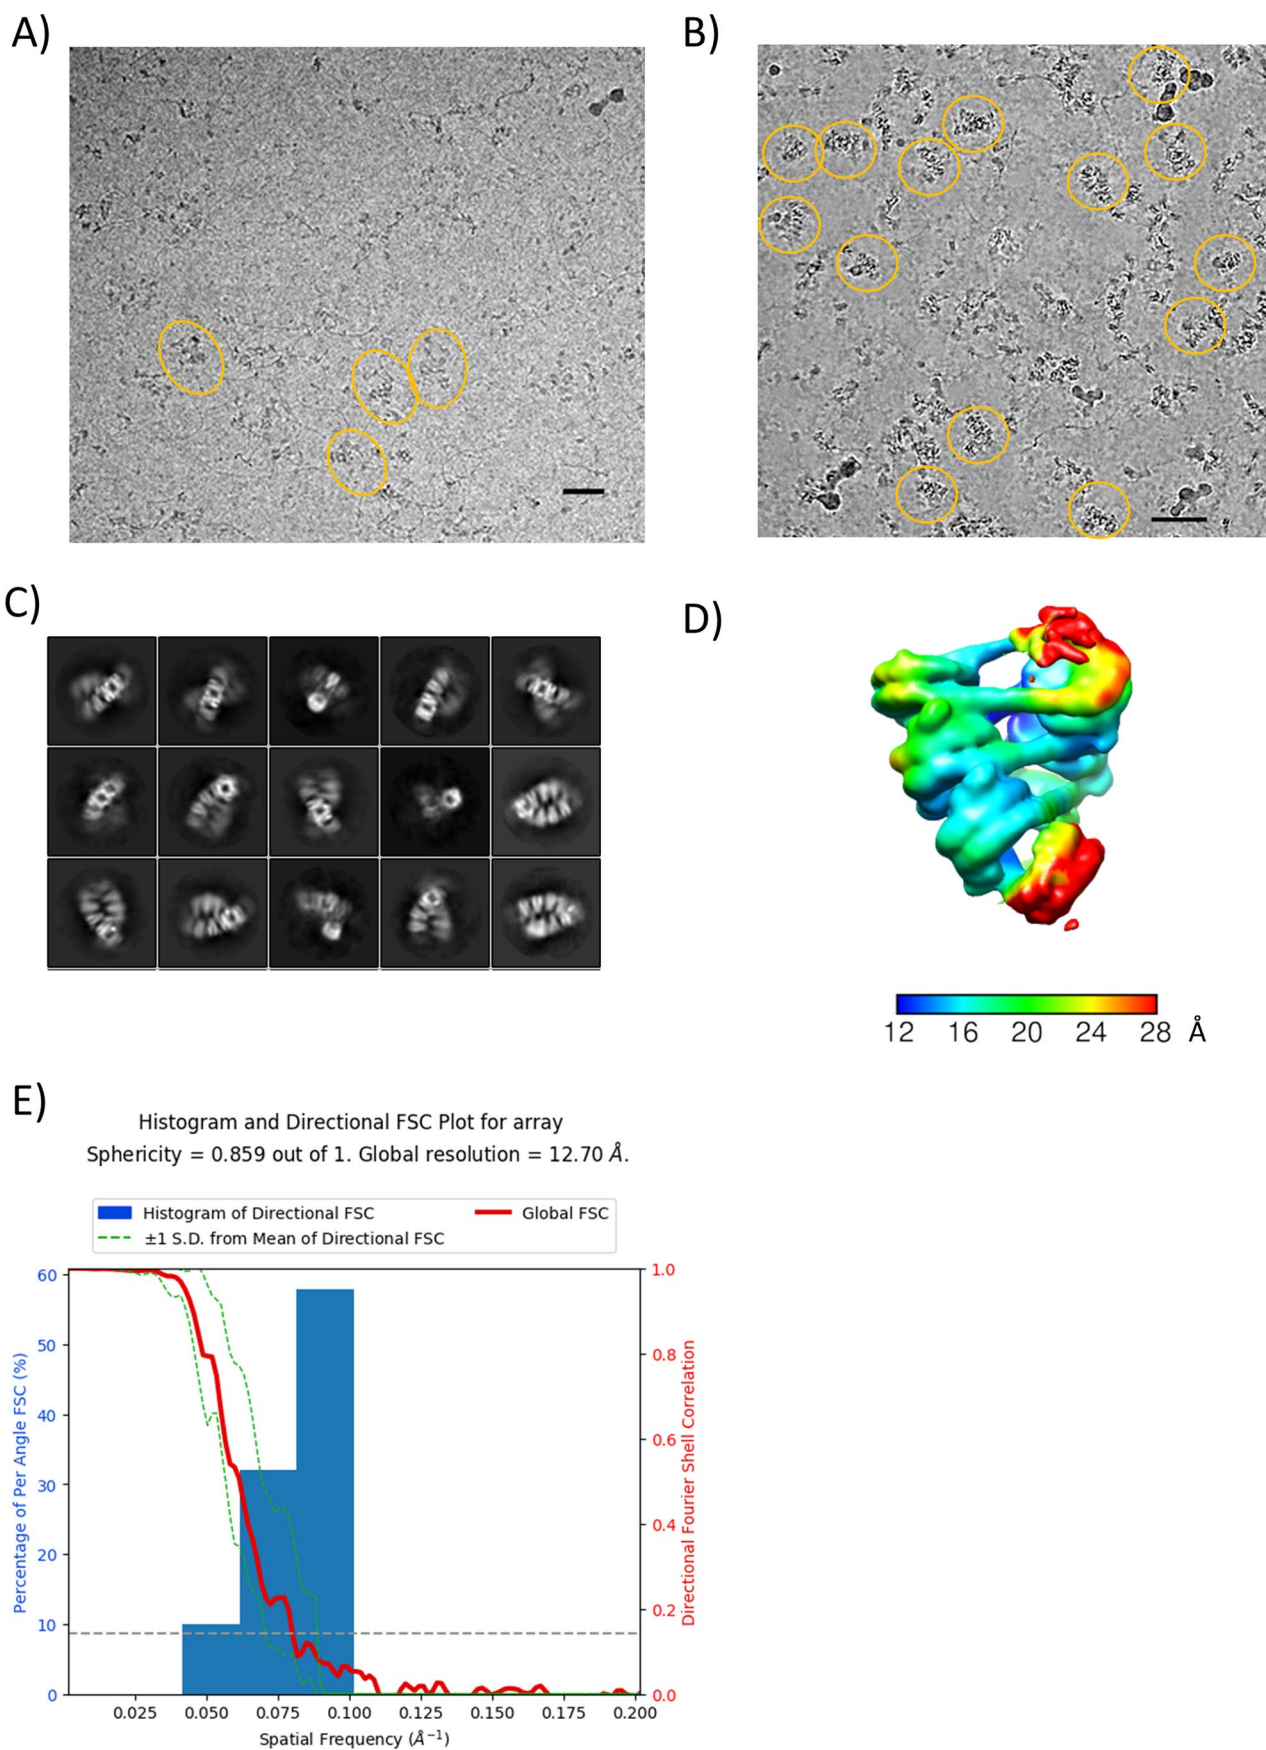 A)
B)
C)
D)
12 16 20 24 28 Å
E)
Histogram and Directional FSC Plot for array
Sphericity = 0.859 out of 1. Global resolution = 12.70 Å.
Histogram of Directional FSC
Global FSC
±1 S.D. from Mean of Directional FSC
Percentage of Per Angle FSC (%)
60
50
40
30
20
10
0
1.0
0.8
0.6
0.4
0.2
0.0
Directional Fourier Shell Correlation
0.025 0.050 0.075 0.100 0.125 0.150 0.175 0.200
Spatial Frequency (Å⁻¹)